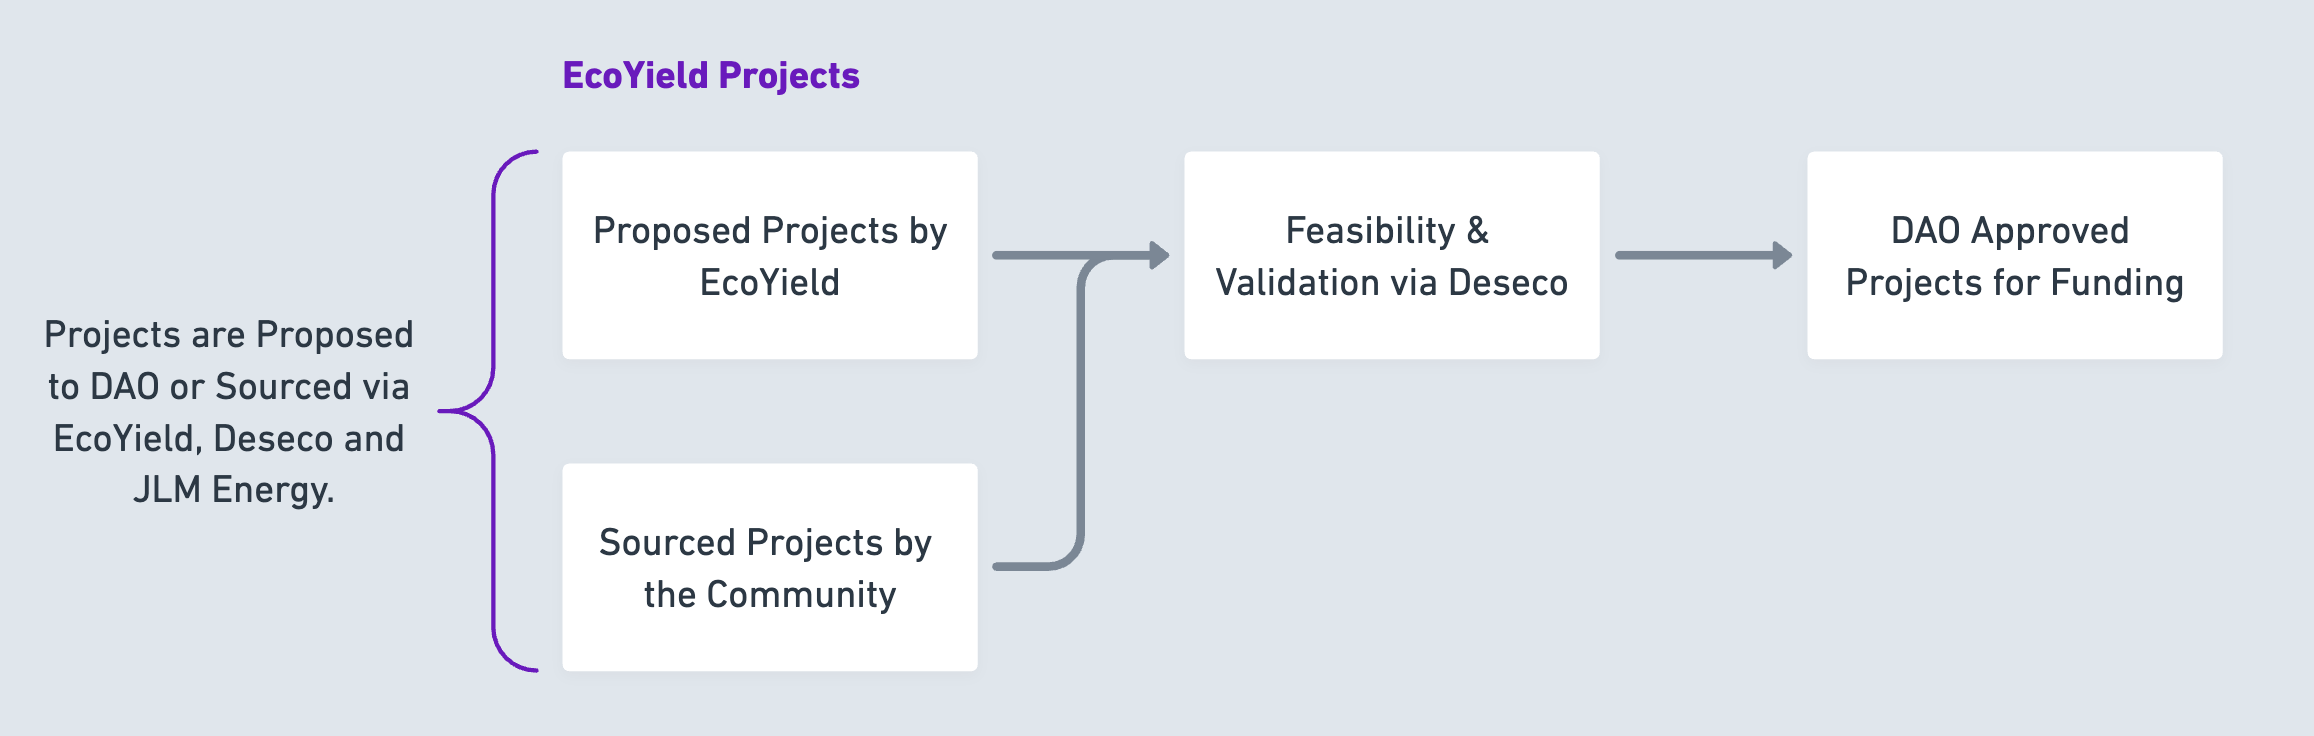 EcoYield Projects
Projects are Proposed
to DAO or Sourced via
EcoYield, Deseco and
JLM Energy.
Proposed Projects by
EcoYield
Sourced Projects by
the Community
Feasibility &
Validation via Deseco
DAO Approved
Projects for Funding